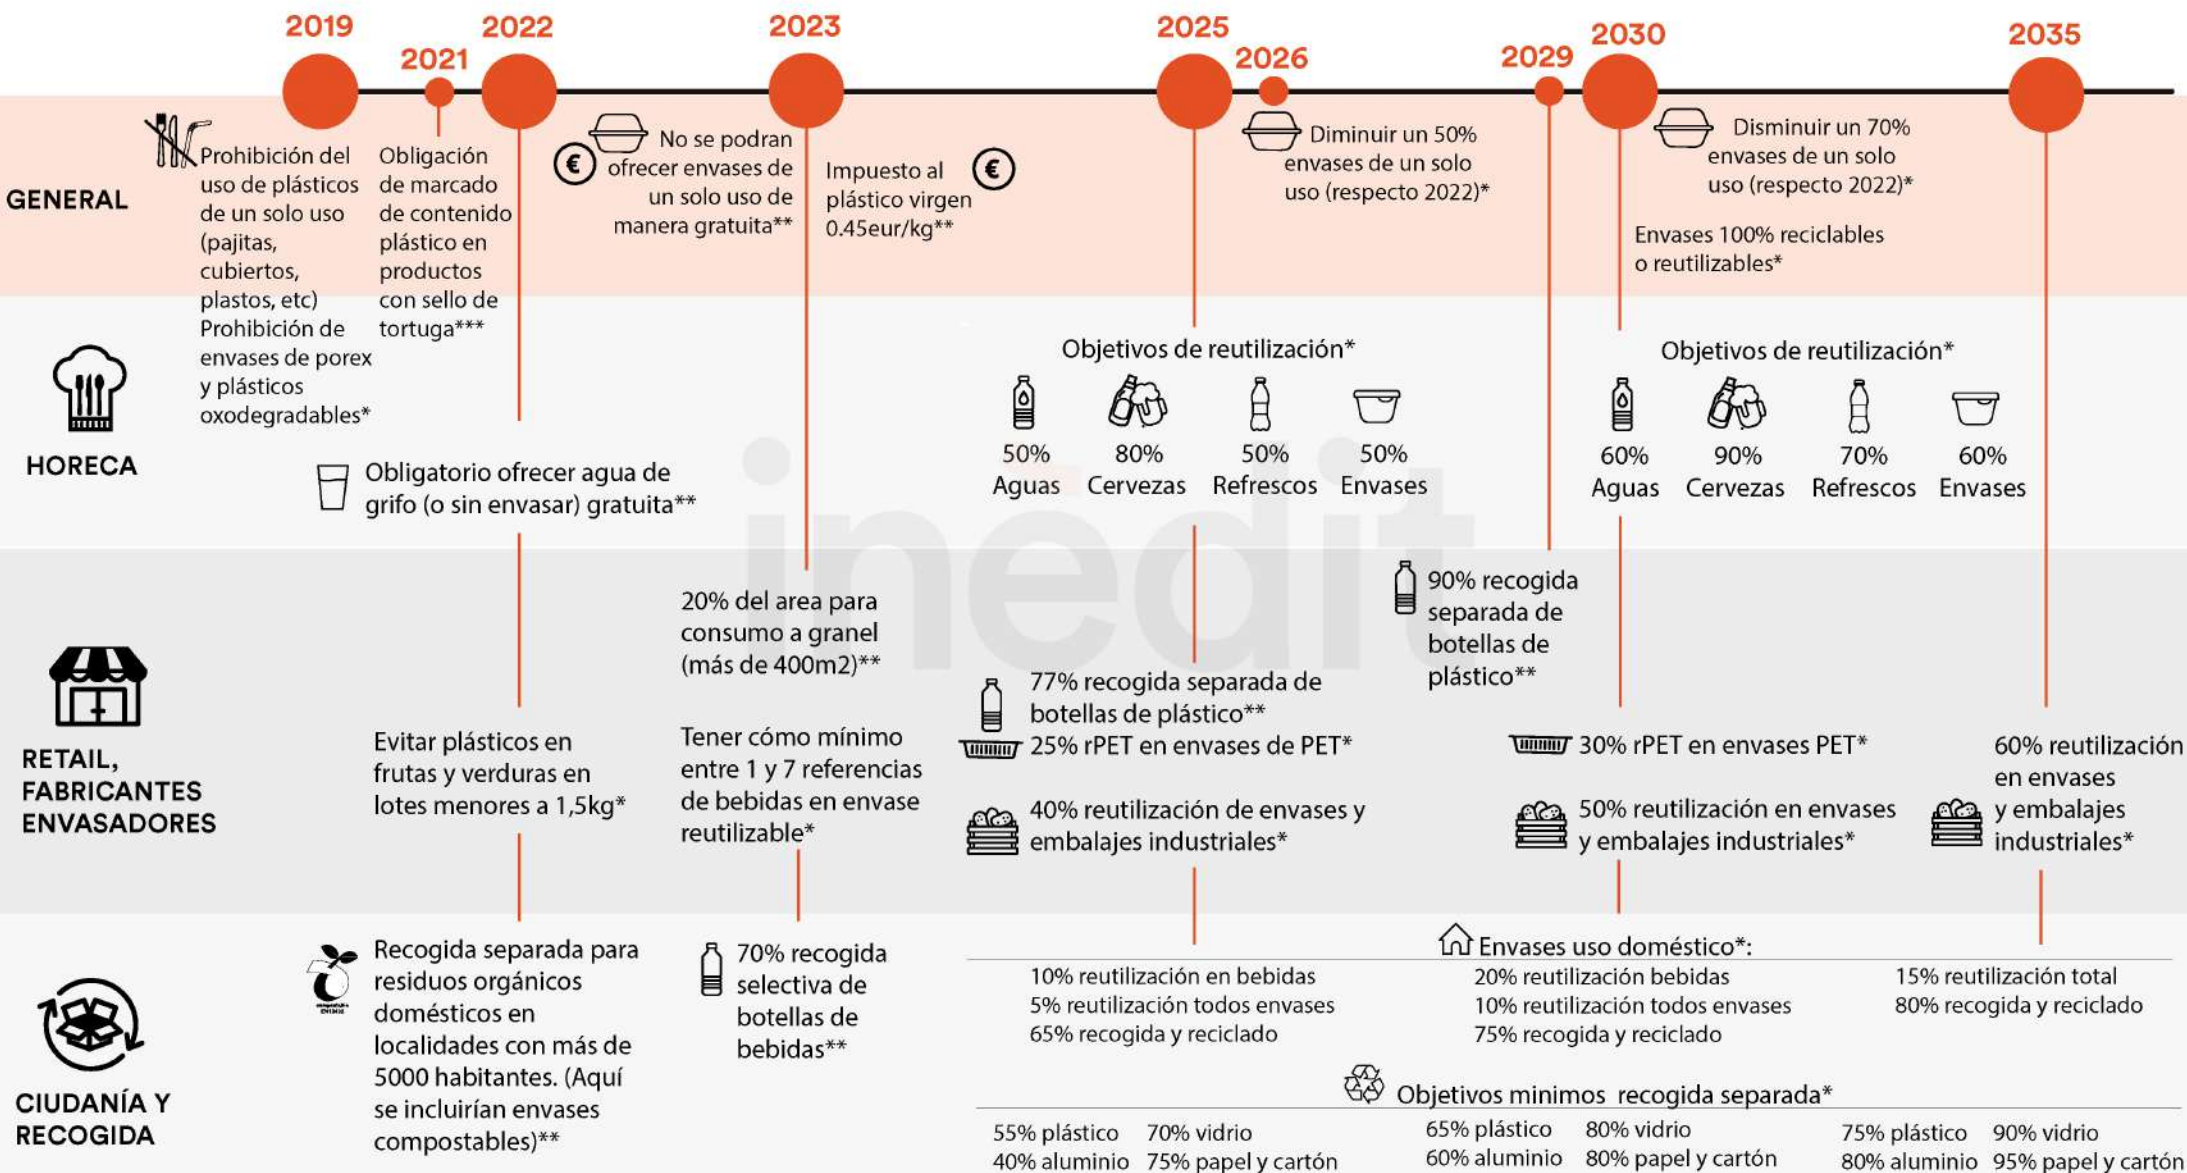 2019
2021
2022
2023
2025
2026
2029
2030
2035
GENERAL
Prohibición del
uso de plásticos
de un solo uso
(pajitas,
cubiertos,
plastos, etc)
Prohibición de
envases de porex
y plásticos
oxodegradables*
Obligación
de marcado
de contenido
plástico en
productos
con sello de
tortuga***
€
No se podran
ofrecer envases de
un solo uso de
manera gratuita**
Impuesto al
plástico virgen
0.45eur/kg**
€
Diminuir un 50%
envases de un solo
uso (respecto 2022)*
Disminuir un 70%
envases de un solo
uso (respecto 2022)*
Envases 100% reciclables
o reutilizables*
HORECA
Obligatorio ofrecer agua de
grifo (o sin envasar) gratuita**
Objetivos de reutilización*
50% 80% 50% 50%
Aguas Cervezas Refrescos Envases
Objetivos de reutilización*
60% 90% 70% 60%
Aguas Cervezas Refrescos Envases
inèdit
RETAIL,
FABRICANTES
ENVASADORES
Evitar plásticos en
frutas y verduras en
lotes menores a 1,5kg*
20% del area para
consumo a granel
(más de 400m2)**
Tener cómo mínimo
entre 1 y 7 referencias
de bebidas en envase
reutilizable*
77% recogida separada de
botellas de plástico**
25% rPET en envases de PET*
40% reutilización de envases y
embalajes industriales*
90% recogida
separada de
botellas de
plástico**
30% rPET en envases PET*
50% reutilización en envases
y embalajes industriales*
60% reutilización
en envases
y embalajes
industriales*
CIUDANÍA Y
RECOGIDA
Recogida separada para
residuos orgánicos
domésticos en
localidades con más de
5000 habitantes. (Aquí
se incluirían envases
compostables)**
70% recogida
selectiva de
botellas de
bebidas**
Envases uso doméstico*:
10% reutilización en bebidas
5% reutilización todos envases
65% recogida y reciclado
20% reutilización bebidas
10% reutilización todos envases
75% recogida y reciclado
15% reutilización total
80% recogida y reciclado
Objetivos minimos recogida separada*
55% plástico 70% vidrio
40% aluminio 75% papel y cartón
65% plástico 80% vidrio
60% aluminio 80% papel y cartón
75% plástico 90% vidrio
80% aluminio 95% papel y cartón